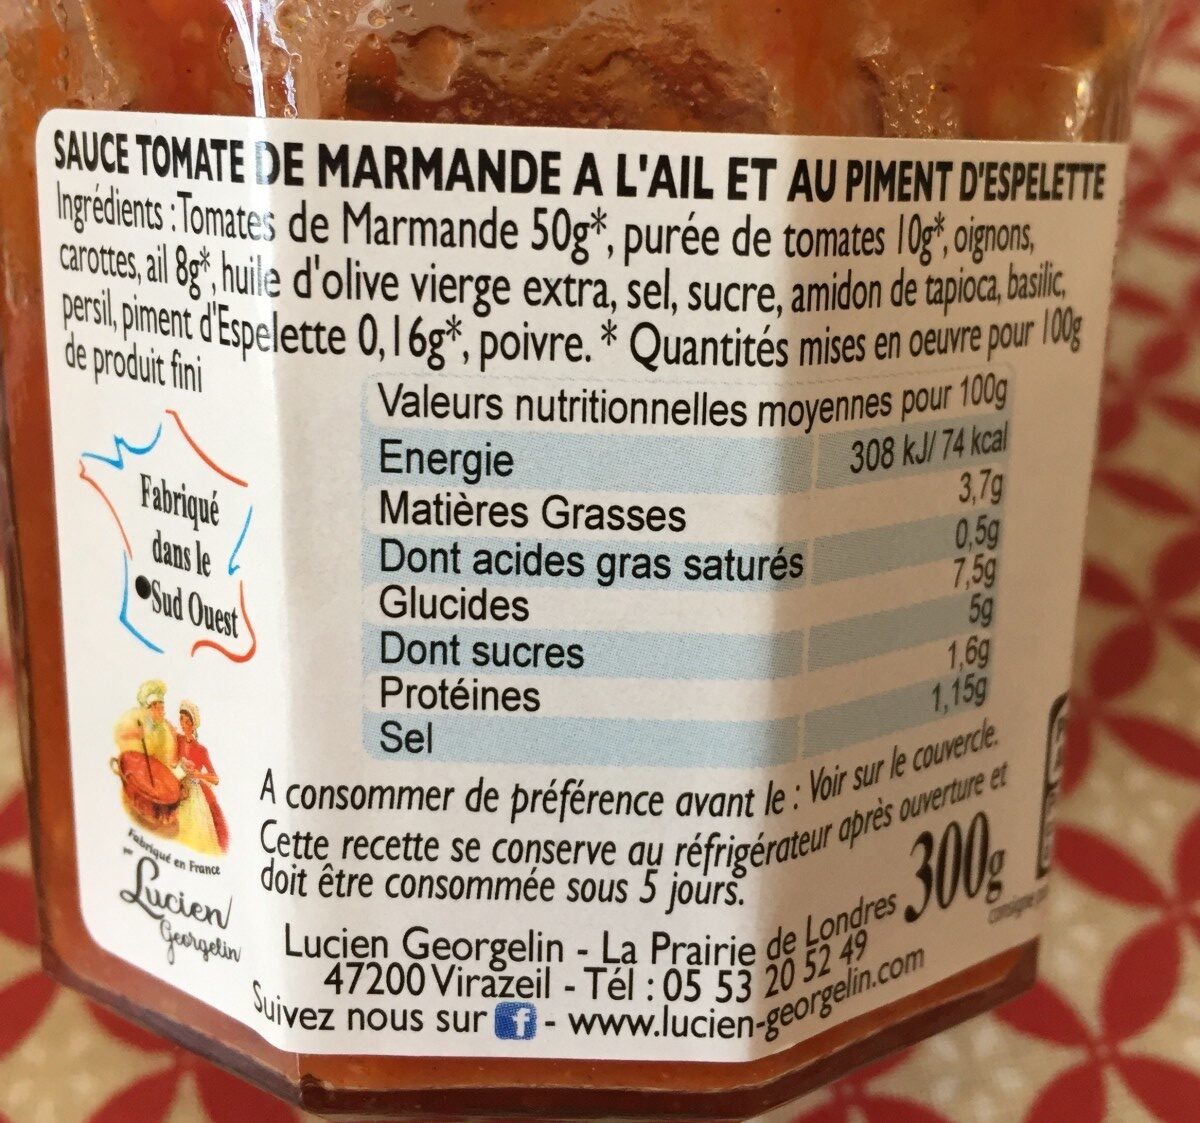 SAUCE TOMATE DE MARMANDE A L'AIL ET AU PIMENT D'ESPELETTE
Ingrédients : Tomates de Marmande 50g*, purée de tomates 10g*, oignons,
carottes, ail 8g*, huile d'olive vierge extra, sel, sucre, amidon de tapioca, basilic,
persil, piment d'Espelette 0,16g*, poivre. * Quantités mises en oeuvre pour 100g
de produit fini
Valeurs nutritionnelles moyennes pour 100g
Energie 308 kJ/ 74 kcal
Matières Grasses 3,7g
Dont acides gras saturés 0,5g
Glucides 7,5g
Dont sucres 5g
Protéines 1,6g
Sel 1,15g
Fabriqué
dans le
Sud Ouest
A consommer de préférence avant le : Voir sur le couvercle.
Cette recette se conserve au réfrigérateur après ouverture et
doit être consommée sous 5 jours.
300g
Fabriqué en France
Lucien
Georgelin
Lucien Georgelin - La Prairie de Londres
47200 Virazeil - Tél : 05 53 20 52 49
Suivez nous sur f - www.lucien-georgelin.com